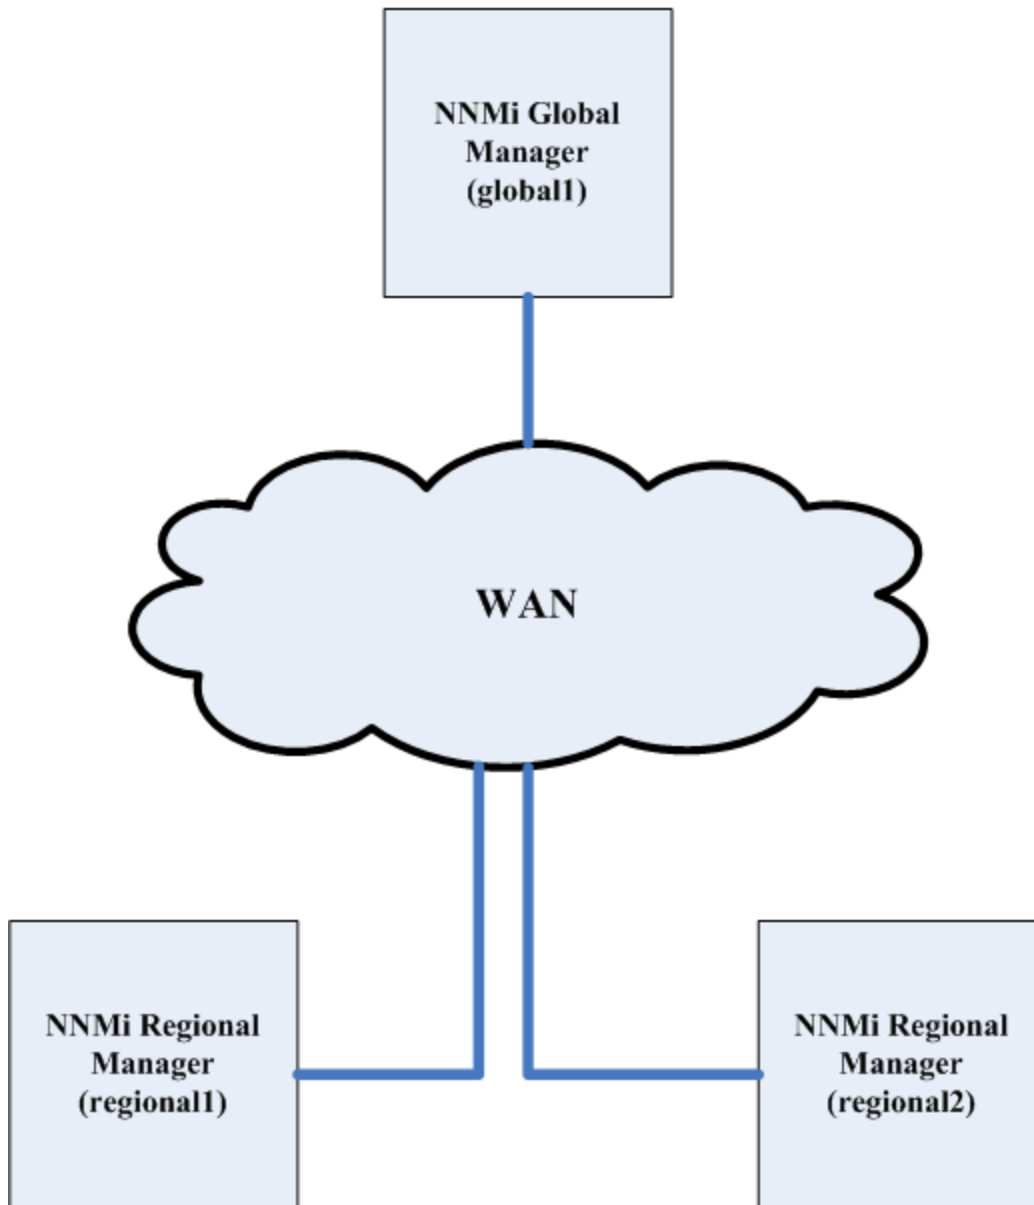 NNMi Global
Manager
(global1)
WAN
NNMi Regional
Manager
(regional1)
NNMi Regional
Manager
(regional2)